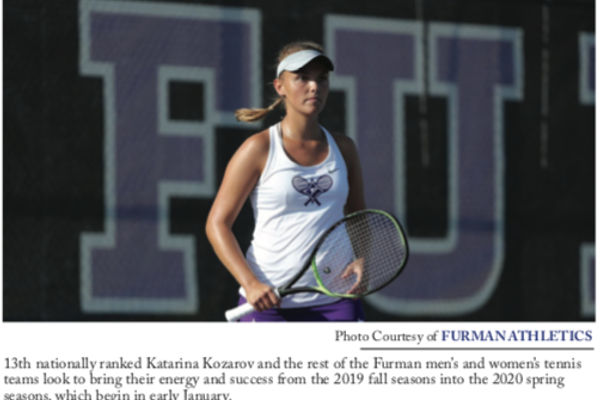 FU
Photo Courtesy of FURMAN ATHLETICS
13th nationally ranked Katarina Kozarov and the rest of the Furman men's and women's tennis
teams look to bring their energy and success from the 2019 fall seasons into the 2020 spring
seasons, which begin in early January.